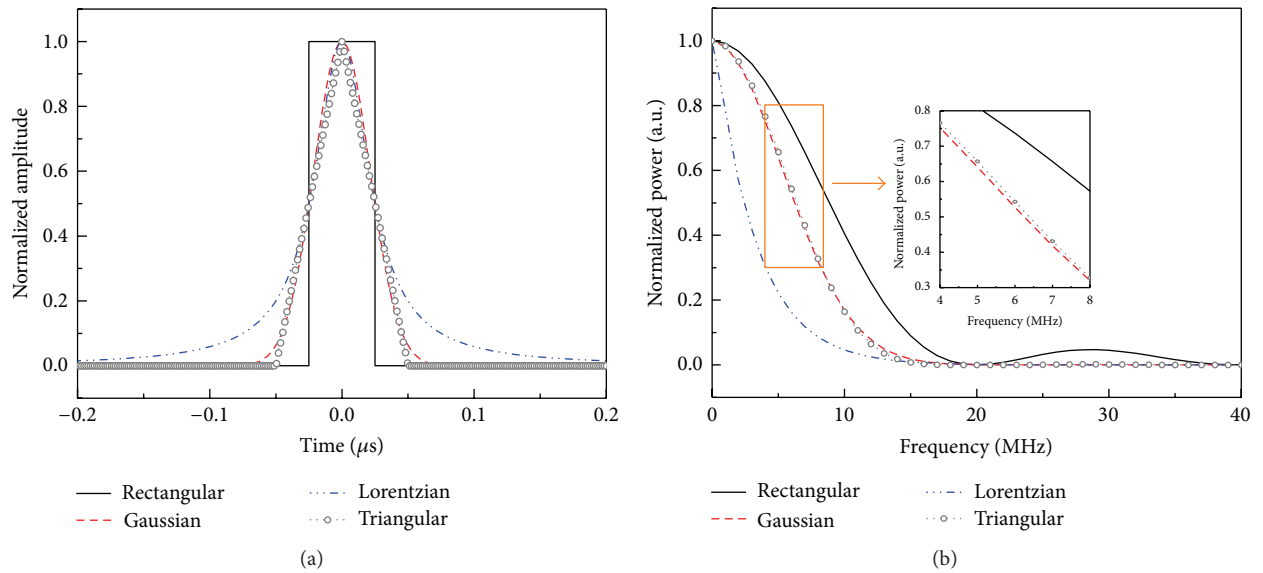 1.0
0.8
0.6
0.4
0.2
0.0
Normalized amplitude
−0.2
−0.1
0.0
0.1
0.2
Time (μs)
Rectangular
Gaussian
Lorentzian
Triangular
(a)
1.0
0.8
0.6
0.4
0.2
0.0
Normalized power (a.u.)
0
10
20
30
40
Frequency (MHz)
0.8
0.7
0.6
0.5
0.4
0.3
Normalized power (a.u.)
4
5
6
7
8
Frequency (MHz)
Rectangular
Gaussian
Lorentzian
Triangular
(b)